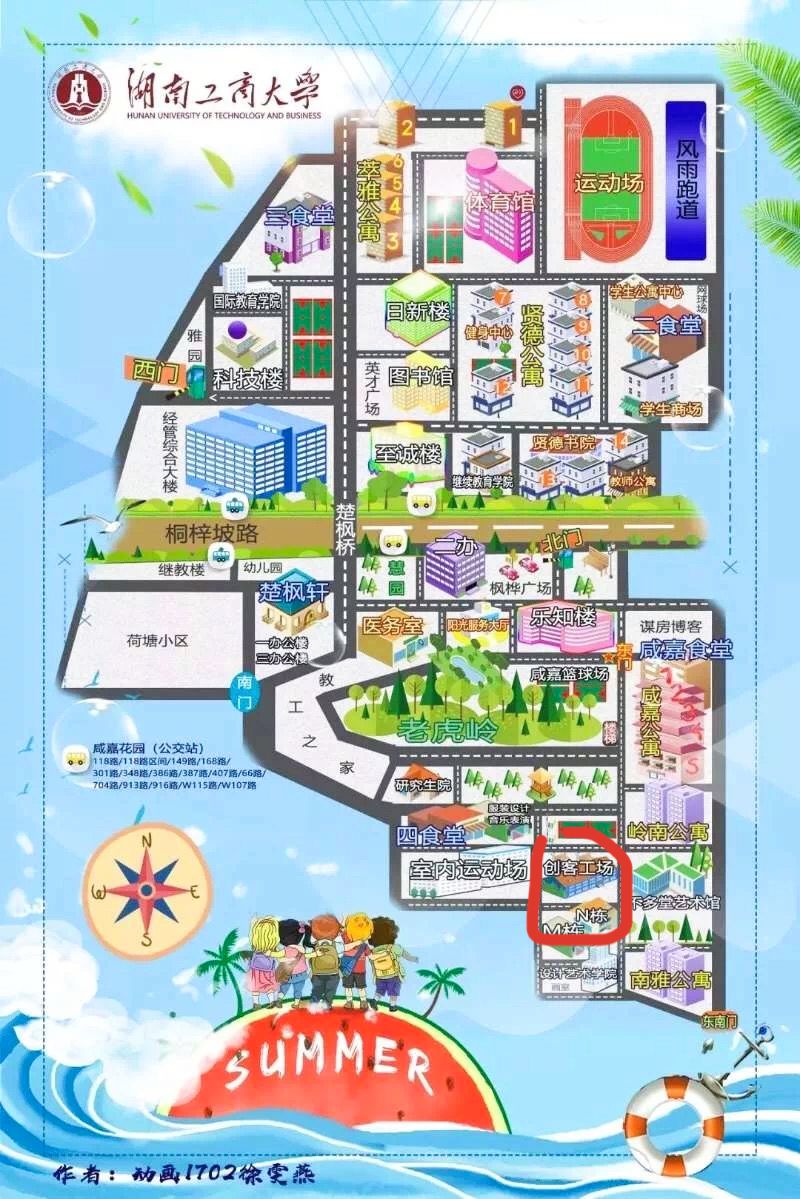 湖南工商大學
HUNAN UNIVERSITY OF TECHNOLOGY AND BUSINESS
2
1
萃雅公寓
6
5
4
3
体育馆
运动场
风雨跑道
三食堂
国际教育学院
雅园
科技楼
西门
日新楼
英才广场
图书馆
7
健身中心
12
贤德公寓
8
9
10
11
学生公寓中心
网球场
二食堂
学生商场
经管综合大楼
至诚楼
继续教育学院
贤德书院
14
13
教师公寓
楚枫桥
桐梓坡路
继教楼
幼儿园
慧园
二办
北门
枫桦广场
楚枫轩
一办公楼
三办公楼
荷塘小区
南门
医务室
阳光服务大厅
乐知楼
谋房博客
东门
咸嘉食堂
咸嘉篮球场
咸嘉公寓
1
2
3
4
5
楼梯
老虎岭
教工之家
咸嘉花园（公交站）
118路/118路区间/149路/168路/
301路/348路/386路/387路/407路/66路/
704路/913路/916路/W115路/W107路
研究生院
服装设计
音乐表演
四食堂
岭南公寓
室内运动场
创客工场
不多堂艺术馆
N栋
M栋
设计艺术学院
画室
南雅公寓
东南门
N
W
E
S
SUMMER
作者：动画1702徐雯燕